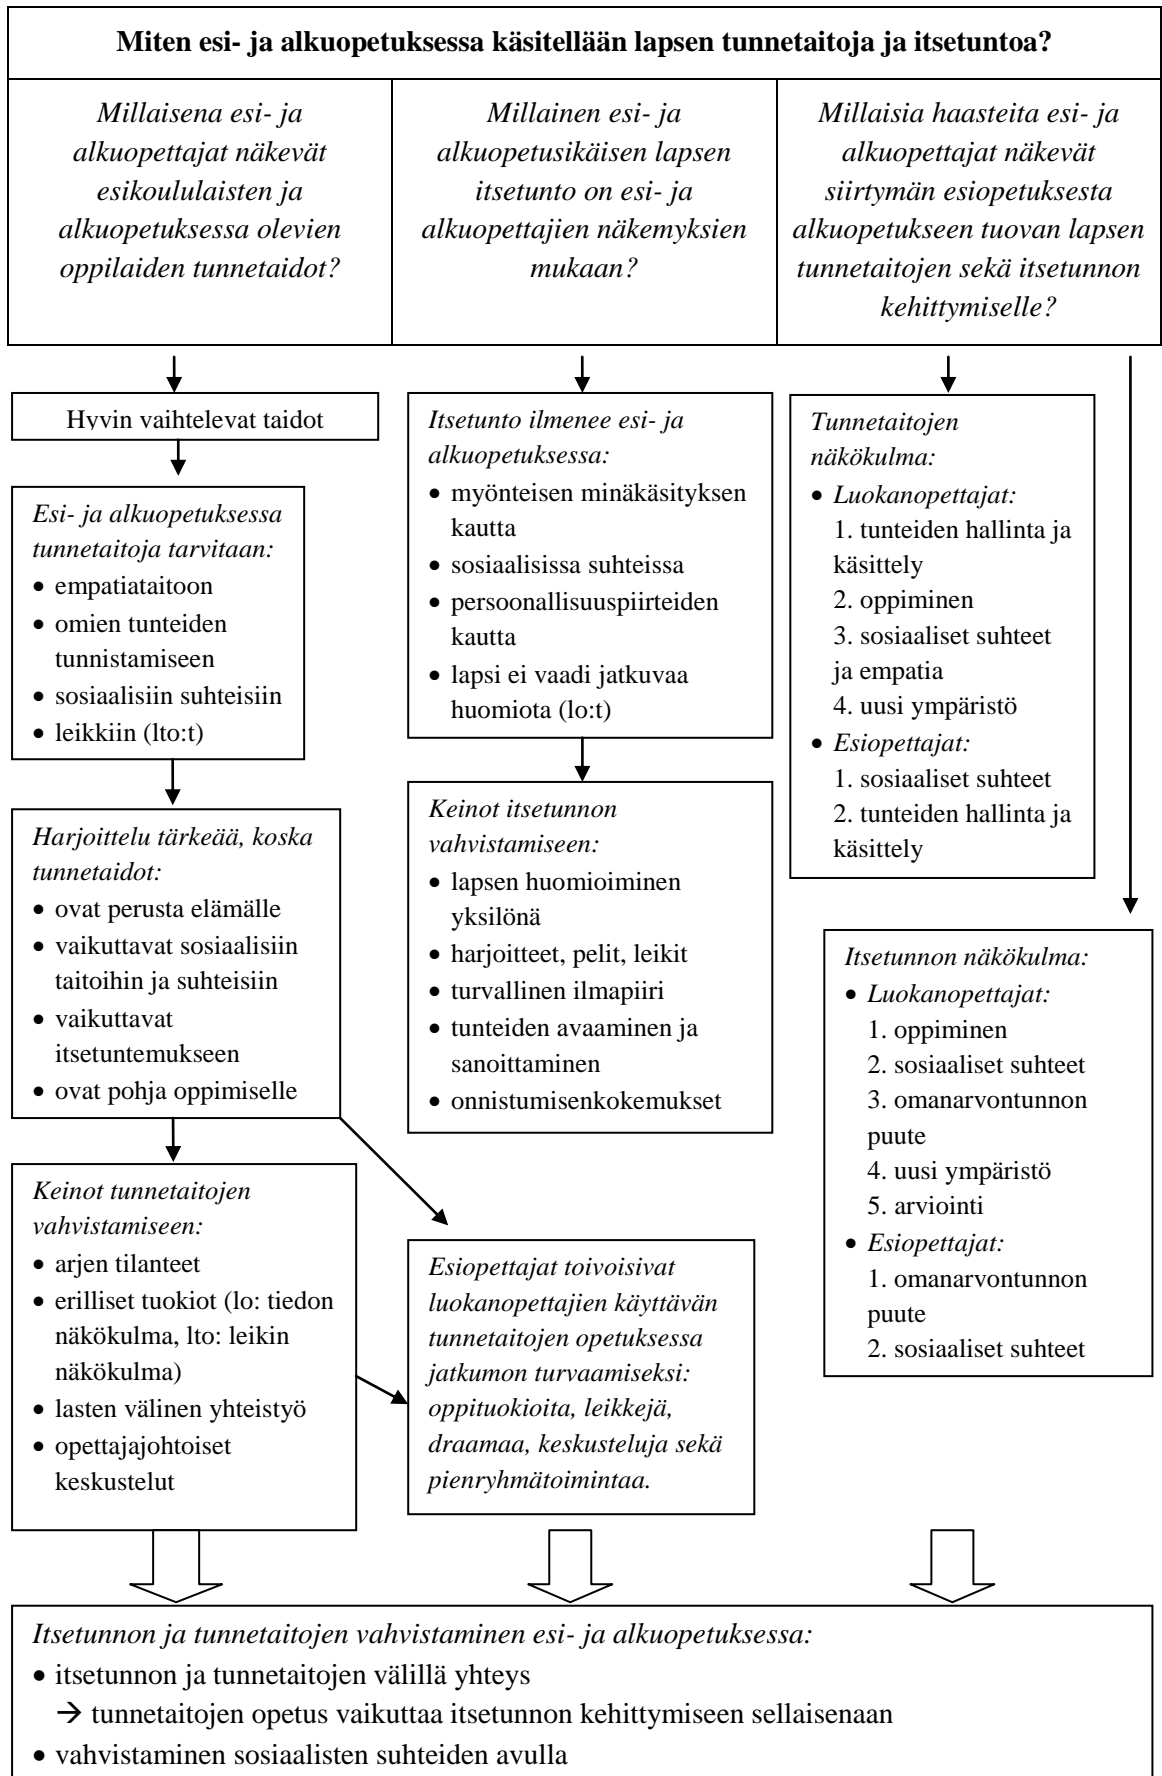 Miten esi- ja alkuopetuksessa käsitellään lapsen tunnetaitoja ja itsetuntoa?
Millaisena esi- ja
alkuopettajat näkevät
esikoululaisten ja
alkuopetuksessa olevien
oppilaiden tunnetaidot?
Millainen esi- ja
alkuopetusikäisen lapsen
itsetunto on esi- ja
alkuopettajien näkemyksien
mukaan?
Millaisia haasteita esi- ja
alkuopettajat näkevät
siirtymän esiopetuksesta
alkuopetukseen tuovan lapsen
tunnetaitojen sekä itsetunnon
kehittymiselle?
Hyvin vaihtelevat taidot
Esi- ja alkuopetuksessa
tunnetaitoja tarvitaan:
• empatiataitoon
• omien tunteiden
tunnistamiseen
• sosiaalisiin suhteisiin
• leikkiin (lto:t)
Harjoittelu tärkeää, koska
tunnetaidot:
• ovat perusta elämälle
• vaikuttavat sosiaalisiin
taitoihin ja suhteisiin
• vaikuttavat
itsetuntemukseen
• ovat pohja oppimiselle
Keinot tunnetaitojen
vahvistamiseen:
• arjen tilanteet
• erilliset tuokiot (lo: tiedon
näkökulma, lto: leikin
näkökulma)
• lasten välinen yhteistyö
• opettajajohtoiset
keskustelut
Itsetunto ilmenee esi- ja
alkuopetuksessa:
• myönteisen minäkäsityksen
kautta
• sosiaalisissa suhteissa
• persoonallisuuspiirteiden
kautta
• lapsi ei vaadi jatkuvaa
huomiota (lo:t)
Keinot itsetunnon
vahvistamiseen:
• lapsen huomioiminen
yksilönä
• harjoitteet, pelit, leikit
• turvallinen ilmapiiri
• tunteiden avaaminen ja
sanoittaminen
• onnistumisenkokemukset
Esiopettajat toivoisivat
luokanopettajien käyttävän
tunnetaitojen opetuksessa
jatkumon turvaamiseksi:
oppituokioita, leikkejä,
draamaa, keskusteluja sekä
pienryhmätoimintaa.
Tunnetaitojen
näkökulma:
• Luokanopettajat:
1. tunteiden hallinta ja
käsittely
2. oppiminen
3. sosiaaliset suhteet
ja empatia
4. uusi ympäristö
• Esiopettajat:
1. sosiaaliset suhteet
2. tunteiden hallinta ja
käsittely
Itsetunnon näkökulma:
• Luokanopettajat:
1. oppiminen
2. sosiaaliset suhteet
3. omanarvontunnon
puute
4. uusi ympäristö
5. arviointi
• Esiopettajat:
1. omanarvontunnon
puute
2. sosiaaliset suhteet
Itsetunnon ja tunnetaitojen vahvistaminen esi- ja alkuopetuksessa:
• itsetunnon ja tunnetaitojen välillä yhteys
→ tunnetaitojen opetus vaikuttaa itsetunnon kehittymiseen sellaisenaan
• vahvistaminen sosiaalisten suhteiden avulla